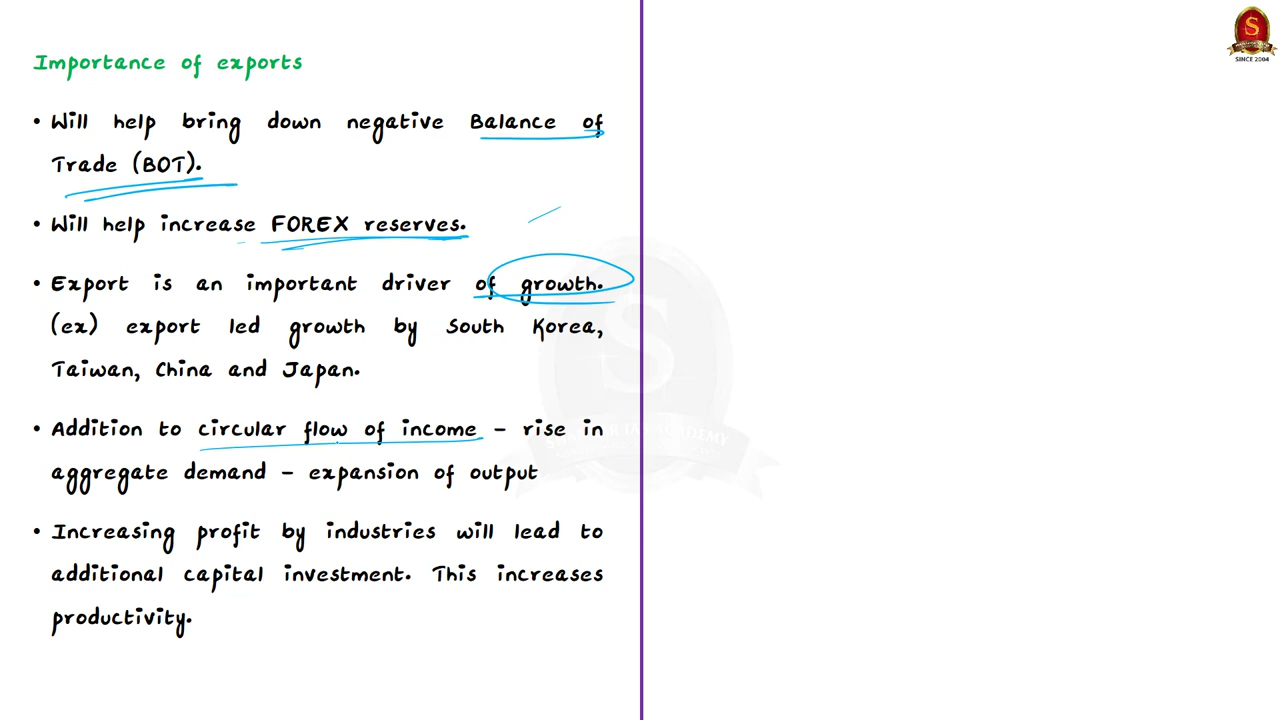 Importance of exports
• Will help bring down negative Balance of
Trade (BOT).
• Will help increase FOREX reserves.
• Export is an important driver of growth.
(ex) export led growth by South Korea,
Taiwan, China and Japan.
• Addition to circular flow of income – rise in
aggregate demand – expansion of output
• Increasing profit by industries will lead to
additional capital investment. This increases
productivity.
S
SINCE 2004